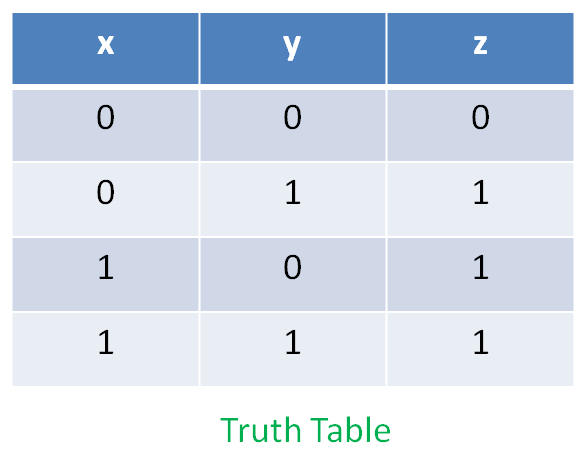 x y z
0 0 0
0 1 1
1 0 1
1 1 1
Truth Table